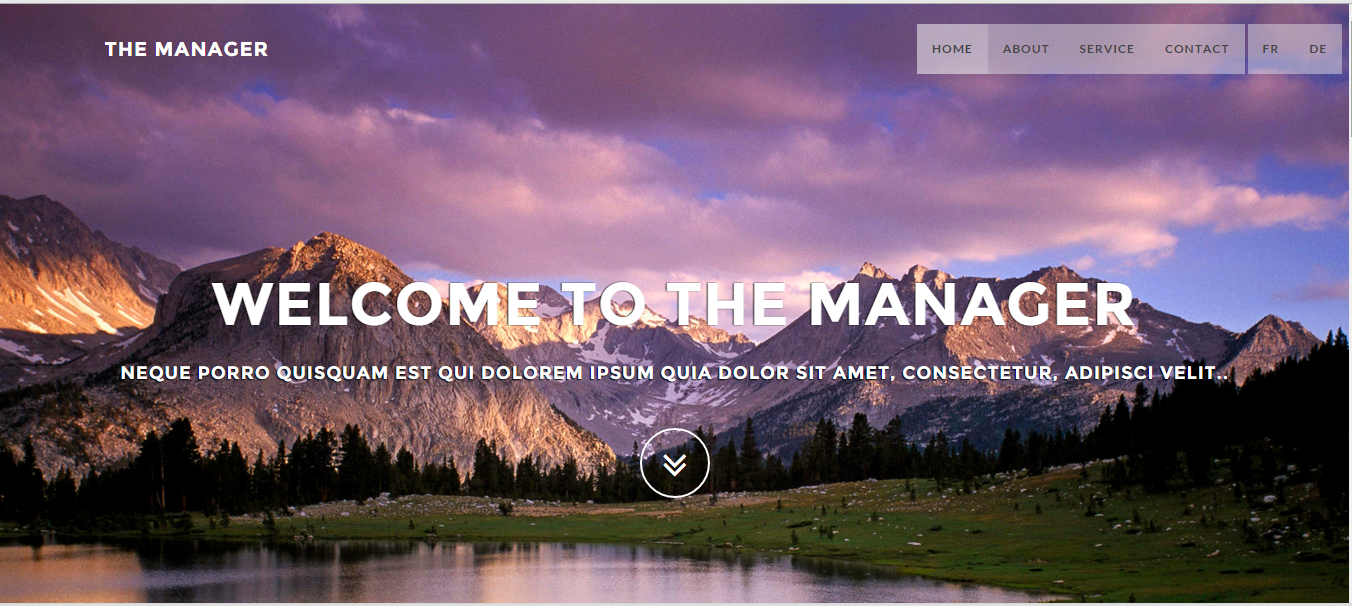 THE MANAGER
HOME ABOUT SERVICE CONTACT FR DE
WELCOME TO THE MANAGER
NEQUE PORRO QUISQUAM EST QUI DOLOREM IPSUM QUIA DOLOR SIT AMET, CONSECTETUR, ADIPISCI VELIT..